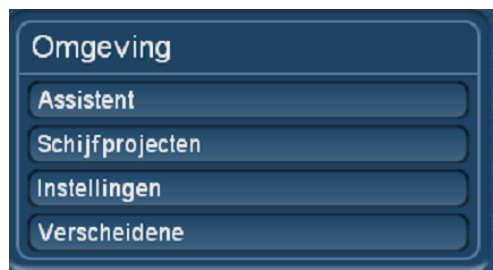 Omgeving
Assistent
Schijfprojecten
Instellingen
Verscheidene